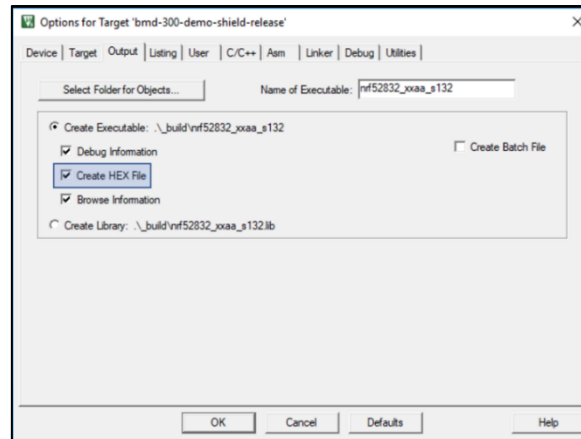 Options for Target 'bmd-300-demo-shield-release'
Device Target Output Listing User C/C++ Asm Linker Debug Utilities
Select Folder for Objects... Name of Executable: nrf52832_xxaa_s132
Create Executable: .\_build\nrf52832_xxaa_s132
Debug Information Create Batch File
Create HEX File
Browse Information
Create Library: .\_build\nrf52832_xxaa_s132.lib
OK Cancel Defaults Help